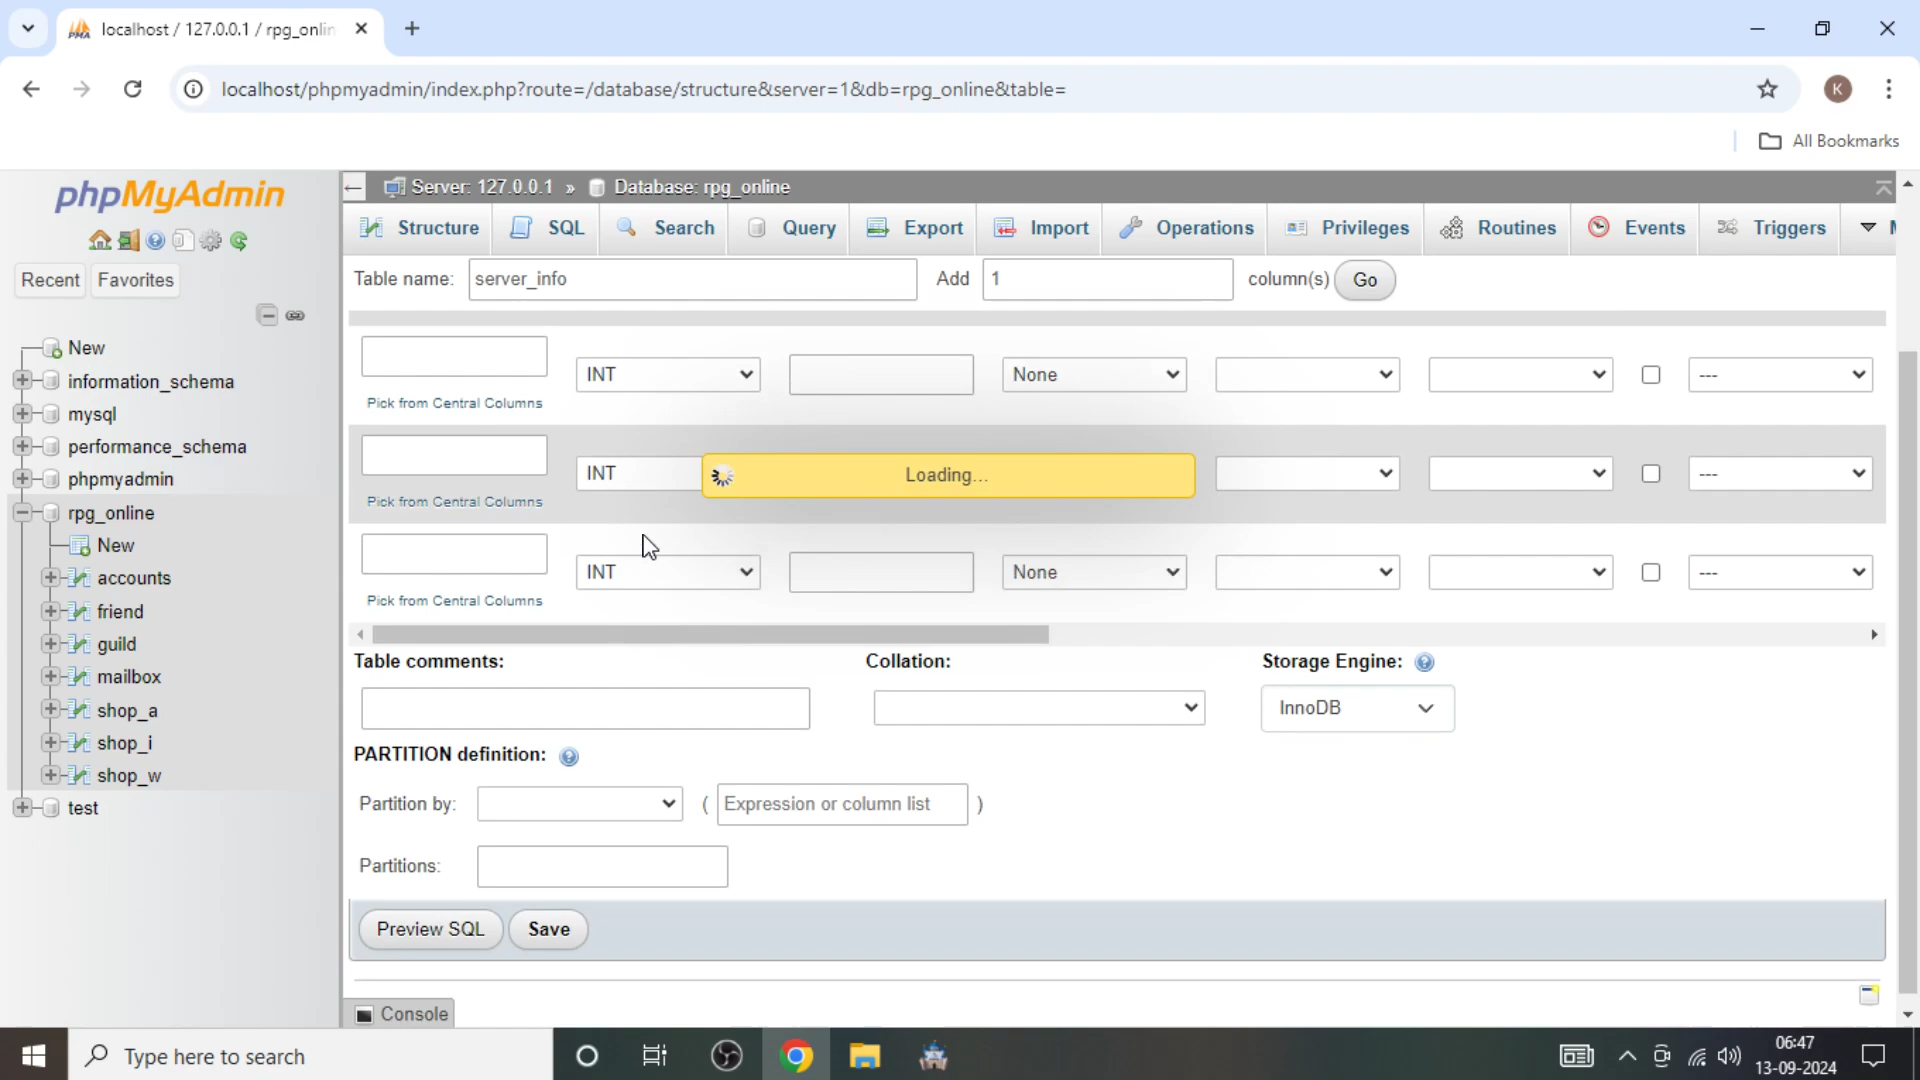 localhost / 127.0.0.1 / rpg_onlin
localhost/phpmyadmin/index.php?route=/database/structure&server=1&db=rpg_online&table=
K
All Bookmarks
phpMyAdmin
Recent
Favorites
New
information_schema
mysql
performance_schema
phpmyadmin
rpg_online
New
accounts
friend
guild
mailbox
shop_a
shop_i
shop_w
test
Server: 127.0.0.1 » Database: rpg_online
Structure SQL Search Query Export Import Operations Privileges Routines Events Triggers
Table name: server_info Add 1 column(s) Go
INT None ---
Pick from Central Columns
INT Loading... ---
Pick from Central Columns
INT None ---
Pick from Central Columns
Table comments: Collation: Storage Engine:
InnoDB
PARTITION definition:
Partition by: ( Expression or column list )
Partitions:
Preview SQL Save
Console
Type here to search
06:47
13-09-2024